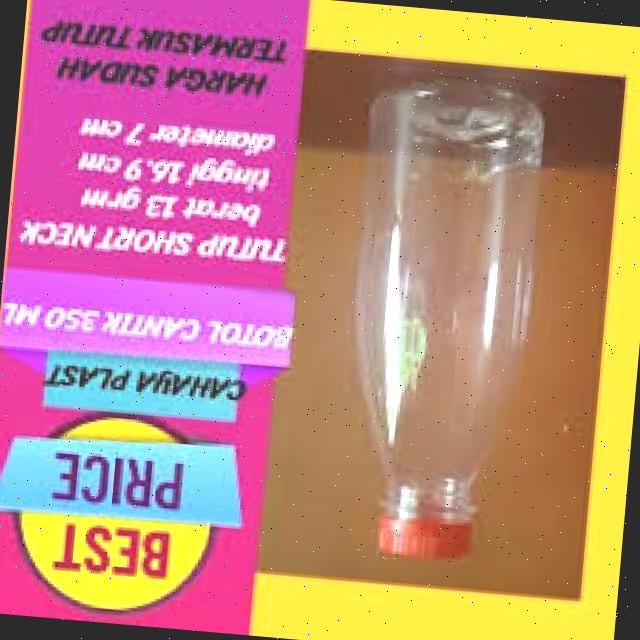 BEST
PRICE
CAHAYA PLAST
BOTOL CANTIK 350 ML
TUTUP SHORT NECK
berat 13 grm
tinggi 16.9 cm
diameter 7 cm
HARGA SUDAH
TERMASUK TUTUP